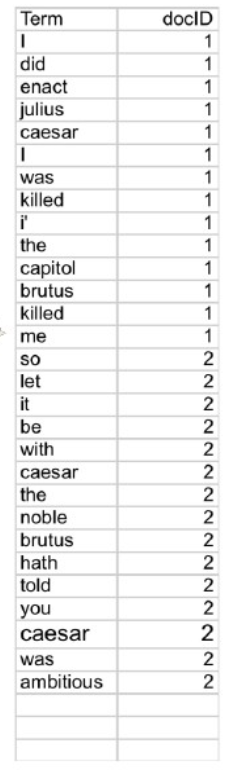 Term docID
I 1
did 1
enact 1
julius 1
caesar 1
I 1
was 1
killed 1
i' 1
the 1
capitol 1
brutus 1
killed 1
me 1
so 2
let 2
it 2
be 2
with 2
caesar 2
the 2
noble 2
brutus 2
hath 2
told 2
you 2
caesar 2
was 2
ambitious 2